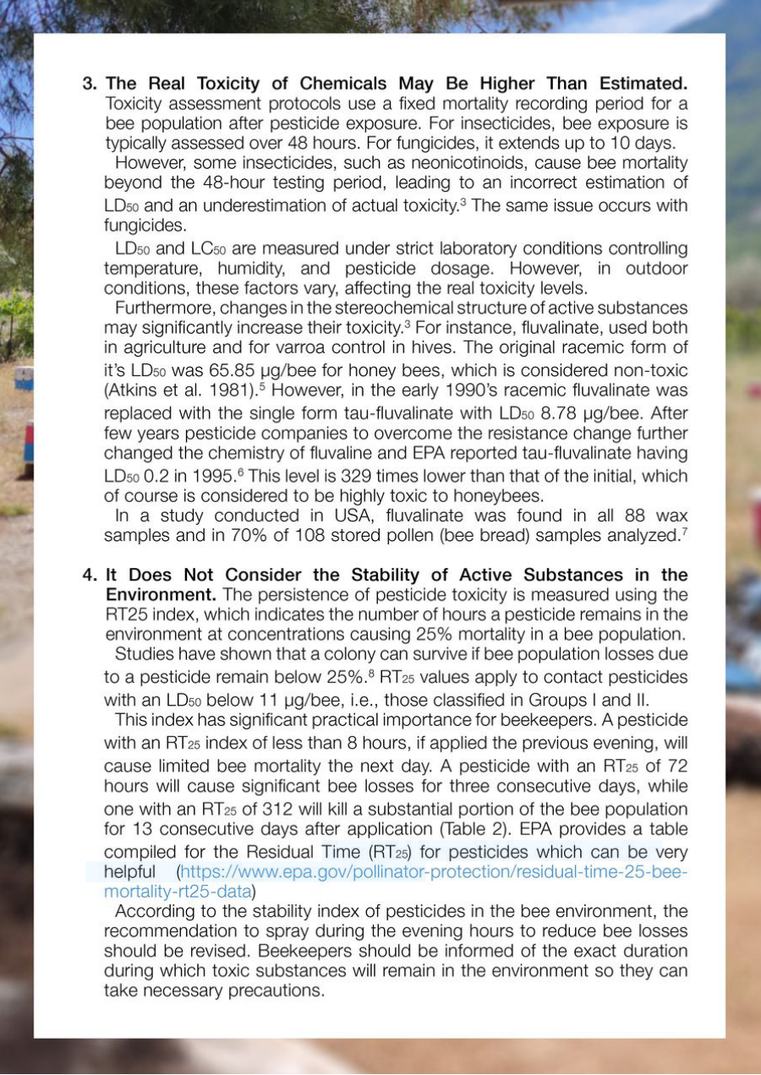 3. The Real Toxicity of Chemicals May Be Higher Than Estimated.
Toxicity assessment protocols use a fixed mortality recording period for a
bee population after pesticide exposure. For insecticides, bee exposure is
typically assessed over 48 hours. For fungicides, it extends up to 10 days.
However, some insecticides, such as neonicotinoids, cause bee mortality
beyond the 48-hour testing period, leading to an incorrect estimation of
LD50 and an underestimation of actual toxicity.³ The same issue occurs with
fungicides.
LD50 and LC50 are measured under strict laboratory conditions controlling
temperature, humidity, and pesticide dosage. However, in outdoor
conditions, these factors vary, affecting the real toxicity levels.
Furthermore, changes in the stereochemical structure of active substances
may significantly increase their toxicity.³ For instance, fluvalinate, used both
in agriculture and for varroa control in hives. The original racemic form of
it's LD50 was 65.85 µg/bee for honey bees, which is considered non-toxic
(Atkins et al. 1981).⁵ However, in the early 1990's racemic fluvalinate was
replaced with the single form tau-fluvalinate with LD50 8.78 µg/bee. After
few years pesticide companies to overcome the resistance change further
changed the chemistry of fluvaline and EPA reported tau-fluvalinate having
LD50 0.2 in 1995.⁶ This level is 329 times lower than that of the initial, which
of course is considered to be highly toxic to honeybees.
In a study conducted in USA, fluvalinate was found in all 88 wax
samples and in 70% of 108 stored pollen (bee bread) samples analyzed.⁷
4. It Does Not Consider the Stability of Active Substances in the
Environment. The persistence of pesticide toxicity is measured using the
RT25 index, which indicates the number of hours a pesticide remains in the
environment at concentrations causing 25% mortality in a bee population.
Studies have shown that a colony can survive if bee population losses due
to a pesticide remain below 25%.⁸ RT25 values apply to contact pesticides
with an LD50 below 11 µg/bee, i.e., those classified in Groups I and II.
This index has significant practical importance for beekeepers. A pesticide
with an RT25 index of less than 8 hours, if applied the previous evening, will
cause limited bee mortality the next day. A pesticide with an RT25 of 72
hours will cause significant bee losses for three consecutive days, while
one with an RT25 of 312 will kill a substantial portion of the bee population
for 13 consecutive days after application (Table 2). EPA provides a table
compiled for the Residual Time (RT25) for pesticides which can be very
helpful (https://www.epa.gov/pollinator-protection/residual-time-25-bee-
mortality-rt25-data)
According to the stability index of pesticides in the bee environment, the
recommendation to spray during the evening hours to reduce bee losses
should be revised. Beekeepers should be informed of the exact duration
during which toxic substances will remain in the environment so they can
take necessary precautions.